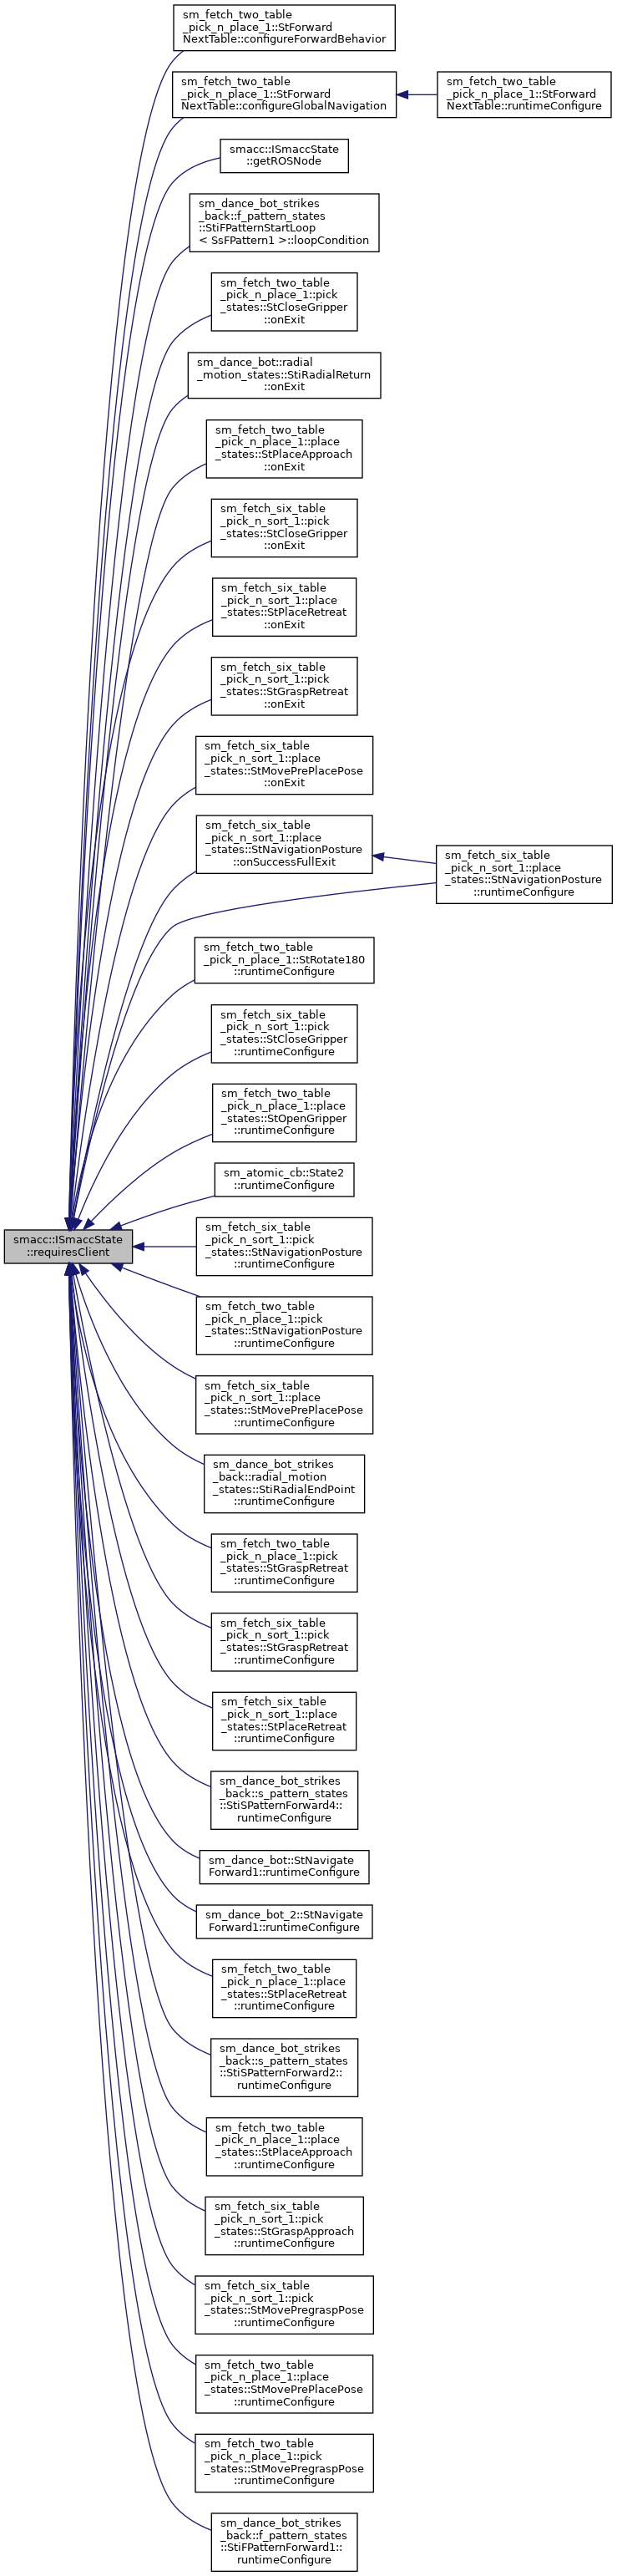 sm_fetch_two_table
_pick_n_place_1::StForward
NextTable::configureForwardBehavior
sm_fetch_two_table
_pick_n_place_1::StForward
NextTable::configureGlobalNavigation
sm_fetch_two_table
_pick_n_place_1::StForward
NextTable::runtimeConfigure
smacc::ISmaccState
::getROSNode
sm_dance_bot_strikes
_back::f_pattern_states
::StiFPatternStartLoop
< SsFPattern1 >::loopCondition
sm_fetch_two_table
_pick_n_place_1::pick
_states::StCloseGripper
::onExit
sm_dance_bot::radial
_motion_states::StiRadialReturn
::onExit
sm_fetch_two_table
_pick_n_place_1::place
_states::StPlaceApproach
::onExit
sm_fetch_six_table
_pick_n_sort_1::pick
_states::StCloseGripper
::onExit
sm_fetch_six_table
_pick_n_sort_1::place
_states::StPlaceRetreat
::onExit
sm_fetch_six_table
_pick_n_sort_1::pick
_states::StGraspRetreat
::onExit
sm_fetch_six_table
_pick_n_sort_1::place
_states::StMovePrePlacePose
::onExit
sm_fetch_six_table
_pick_n_sort_1::place
_states::StNavigationPosture
::onSuccessFullExit
sm_fetch_six_table
_pick_n_sort_1::place
_states::StNavigationPosture
::runtimeConfigure
sm_fetch_two_table
_pick_n_place_1::StRotate180
::runtimeConfigure
sm_fetch_six_table
_pick_n_sort_1::pick
_states::StCloseGripper
::runtimeConfigure
sm_fetch_two_table
_pick_n_place_1::place
_states::StOpenGripper
::runtimeConfigure
sm_atomic_cb::State2
::runtimeConfigure
smacc::ISmaccState
::requiresClient
sm_fetch_six_table
_pick_n_sort_1::pick
_states::StNavigationPosture
::runtimeConfigure
sm_fetch_two_table
_pick_n_place_1::pick
_states::StNavigationPosture
::runtimeConfigure
sm_fetch_six_table
_pick_n_sort_1::place
_states::StMovePrePlacePose
::runtimeConfigure
sm_dance_bot_strikes
_back::radial_motion
_states::StiRadialEndPoint
::runtimeConfigure
sm_fetch_two_table
_pick_n_place_1::pick
_states::StGraspRetreat
::runtimeConfigure
sm_fetch_six_table
_pick_n_sort_1::pick
_states::StGraspRetreat
::runtimeConfigure
sm_fetch_six_table
_pick_n_sort_1::place
_states::StPlaceRetreat
::runtimeConfigure
sm_dance_bot_strikes
_back::s_pattern_states
::StiSPatternForward4::
runtimeConfigure
sm_dance_bot::StNavigate
Forward1::runtimeConfigure
sm_dance_bot_2::StNavigate
Forward1::runtimeConfigure
sm_fetch_two_table
_pick_n_place_1::place
_states::StPlaceRetreat
::runtimeConfigure
sm_dance_bot_strikes
_back::s_pattern_states
::StiSPatternForward2::
runtimeConfigure
sm_fetch_two_table
_pick_n_place_1::place
_states::StPlaceApproach
::runtimeConfigure
sm_fetch_six_table
_pick_n_sort_1::pick
_states::StGraspApproach
::runtimeConfigure
sm_fetch_six_table
_pick_n_sort_1::pick
_states::StMovePregraspPose
::runtimeConfigure
sm_fetch_two_table
_pick_n_place_1::place
_states::StMovePrePlacePose
::runtimeConfigure
sm_fetch_two_table
_pick_n_place_1::pick
_states::StMovePregraspPose
::runtimeConfigure
sm_dance_bot_strikes
_back::f_pattern_states
::StiFPatternForward1::
runtimeConfigure